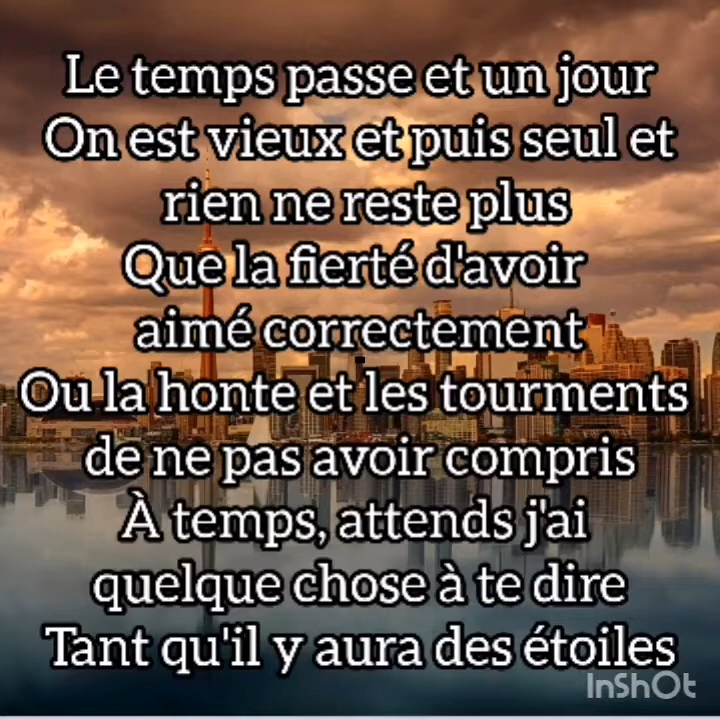 Le temps passe et un jour
On est vieux et puis seul et
rien ne reste plus
Que la fierté d'avoir
aimé correctement
Ou la honte et les tourments
de ne pas avoir compris
À temps, attends j'ai
quelque chose à te dire
Tant qu'il y aura des étoiles
InShOt